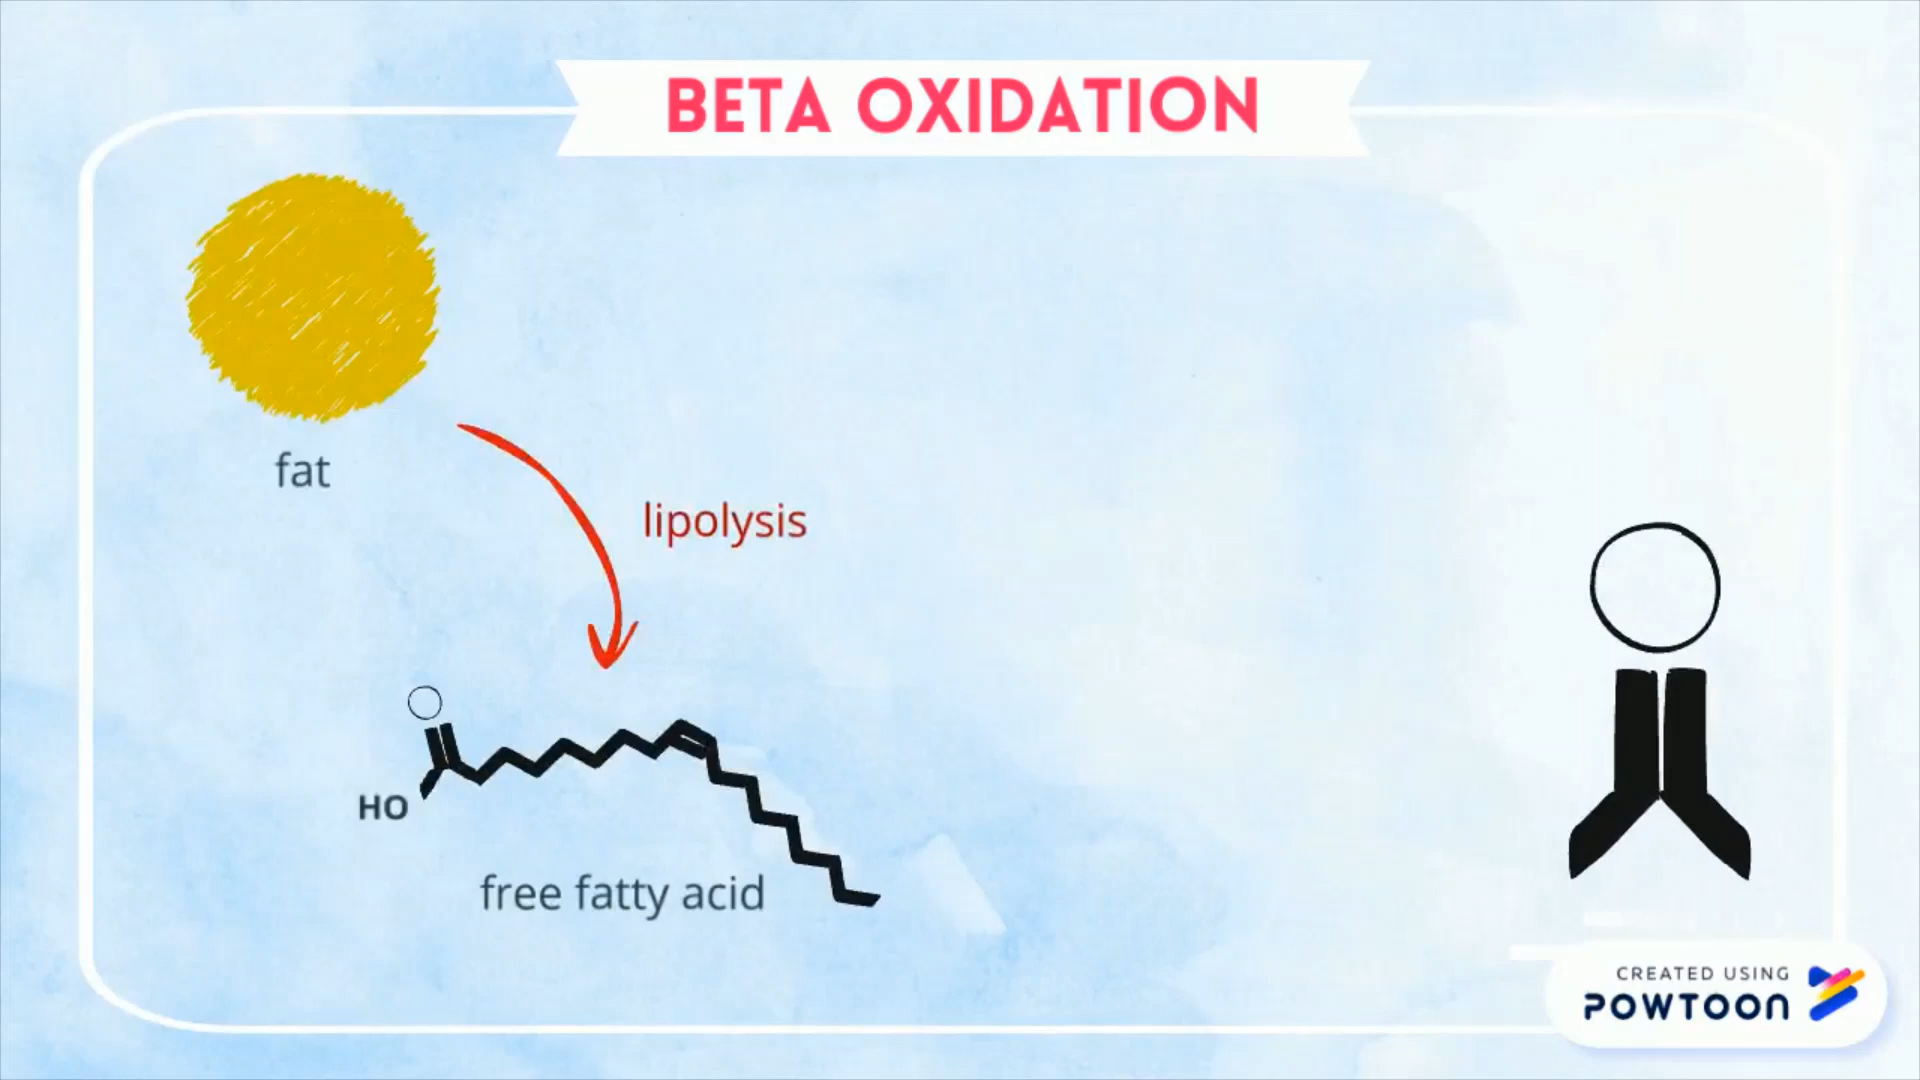 BETA OXIDATION
fat
lipolysis
HO
free fatty acid
CREATED USING
POWTOON